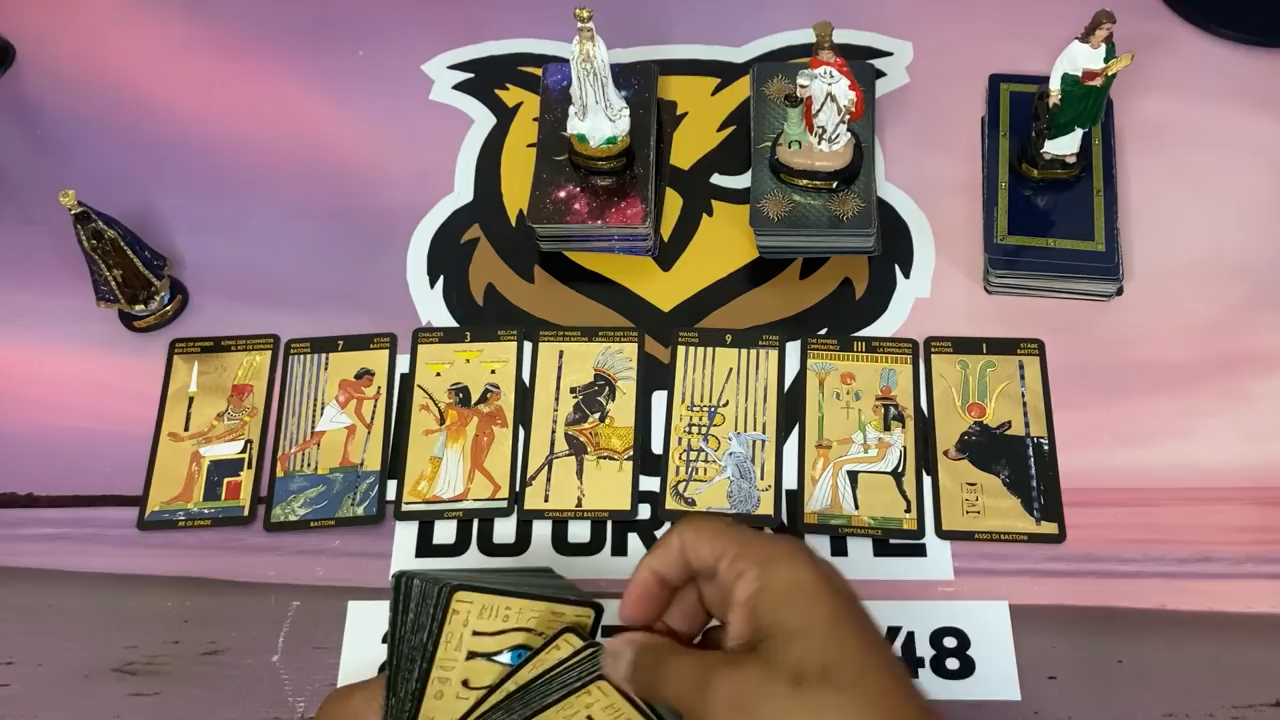 KING OF SWORDS KÖNIG DER SCHWERTER
ROI D'EPEES EL REY DE ESPADAS
RE DI SPADE
WANDS 7 STÄBE
BATONS BASTOS
BASTONI
CHALICES 3 KELCHE
COUPES COPAS
COPPE
KNIGHT OF WANDS RITTER DER STÄBE
CHEVALIER DE BATONS CABALLO DE BASTOS
CAVALIERE DI BASTONI
WANDS 9 STÄBE
BATONS BASTOS
THE EMPRESS III DIE HERRSCHERIN
L'IMPERATRICE LA EMPERATRIZ
L'IMPERATRICE
WANDS I STÄBE
BATONS BASTOS
ASSO DI BASTONI
DO
48